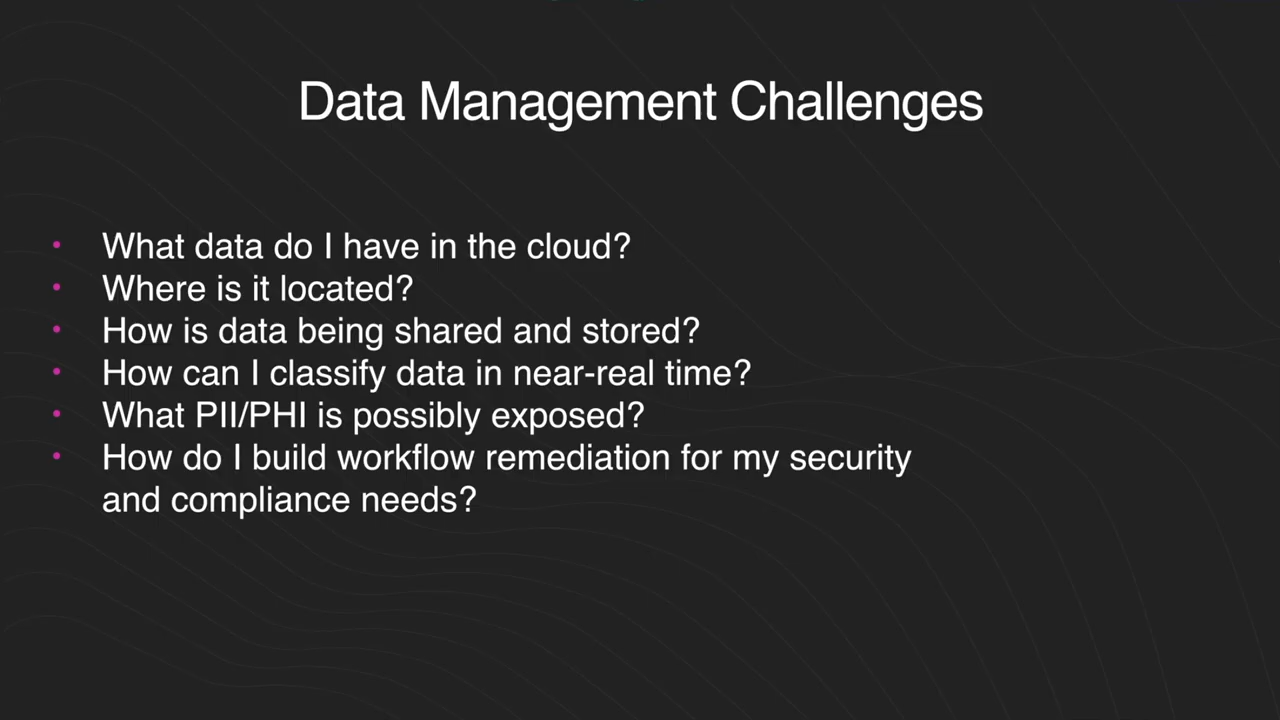 Data Management Challenges
• What data do I have in the cloud?
• Where is it located?
• How is data being shared and stored?
• How can I classify data in near-real time?
• What PII/PHI is possibly exposed?
• How do I build workflow remediation for my security
and compliance needs?